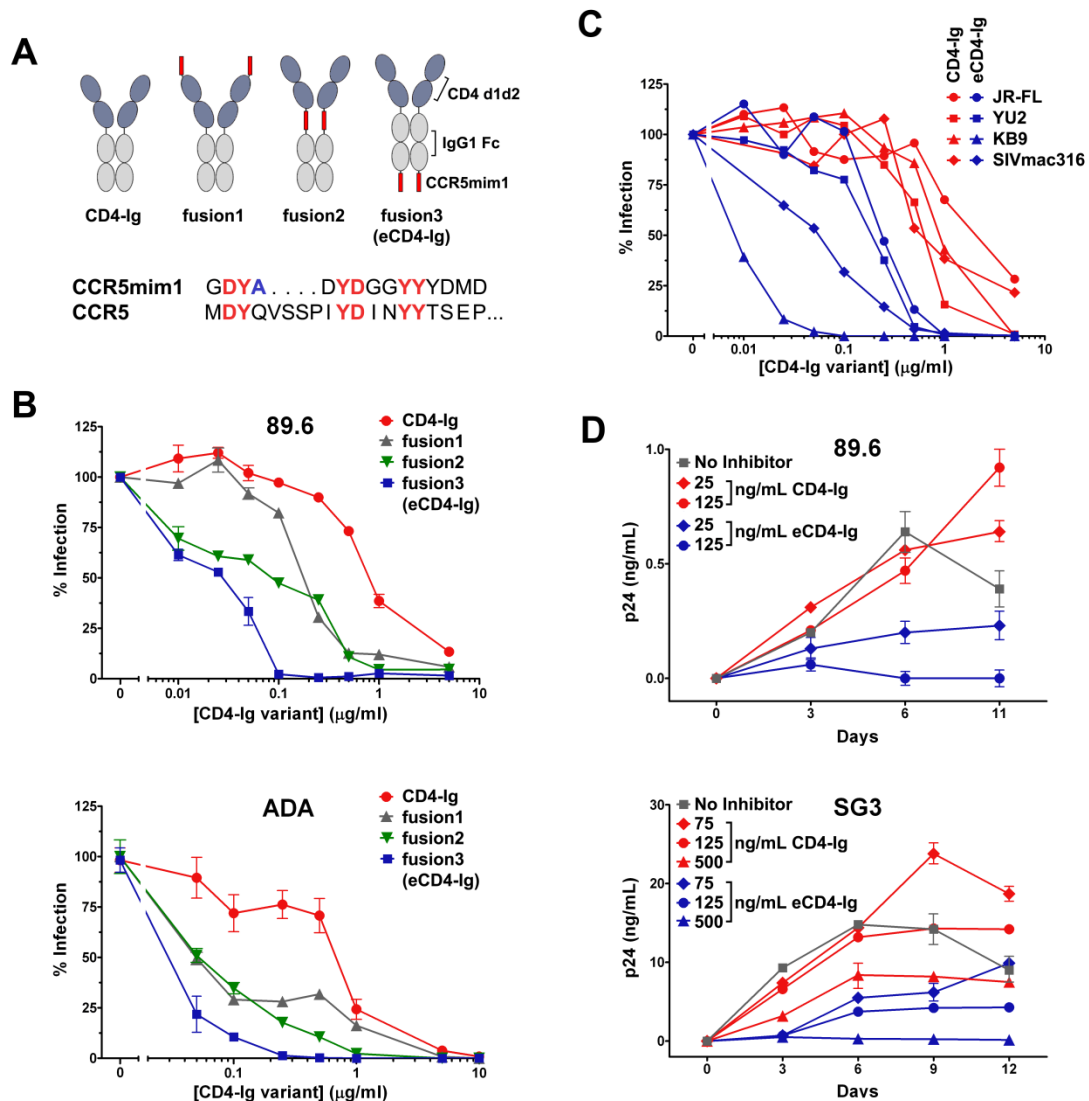 A
CD4 d1d2
IgG1 Fc
CCR5mim1
CD4-Ig fusion1 fusion2 fusion3
(eCD4-Ig)
CCR5mim1 GDYA....DYDGGYYYDMD
CCR5 MDYQVSSPIYDINYYTSEP...
B
89.6
CD4-Ig
fusion1
fusion2
fusion3
(eCD4-Ig)
% Infection
125
100
75
50
25
0
0 0.01 0.1 1 10
[CD4-Ig variant] (μg/ml)
ADA
CD4-Ig
fusion1
fusion2
fusion3
(eCD4-Ig)
% Infection
125
100
75
50
25
0
0 0.1 1 10
[CD4-Ig variant] (μg/ml)
C
CD4-Ig
eCD4-Ig
JR-FL
YU2
KB9
SIVmac316
% Infection
125
100
75
50
25
0
0 0.01 0.1 1 10
[CD4-Ig variant] (μg/ml)
D
89.6
No Inhibitor
25
125
ng/mL CD4-Ig
25
125
ng/mL eCD4-Ig
p24 (ng/mL)
1.0
0.5
0.0
0 3 6 11
Days
SG3
No Inhibitor
75
125
500
ng/mL CD4-Ig
75
125
500
ng/mL eCD4-Ig
p24 (ng/mL)
30
20
10
0
0 3 6 9 12
Days